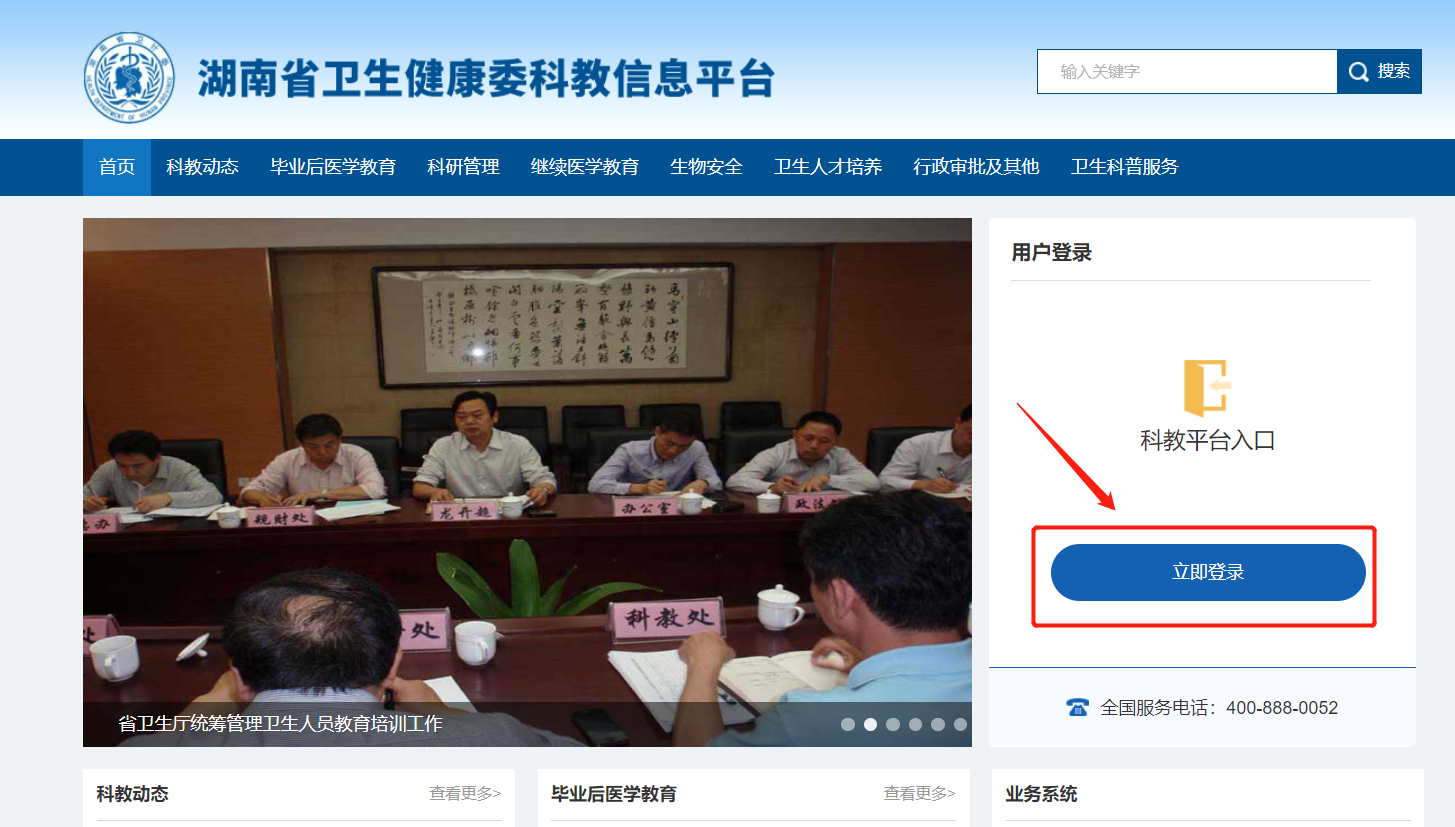 湖南省卫生健康委科教信息平台
输入关键字
搜索
首页 科教动态 毕业后医学教育 科研管理 继续医学教育 生物安全 卫生人才培养 行政审批及其他 卫生科普服务
用户登录
科教平台入口
立即登录
全国服务电话：400-888-0052
规财处
龙开超
办公室
科教处
省卫生厅统筹管理卫生人员教育培训工作
科教动态 查看更多>
毕业后医学教育 查看更多>
业务系统